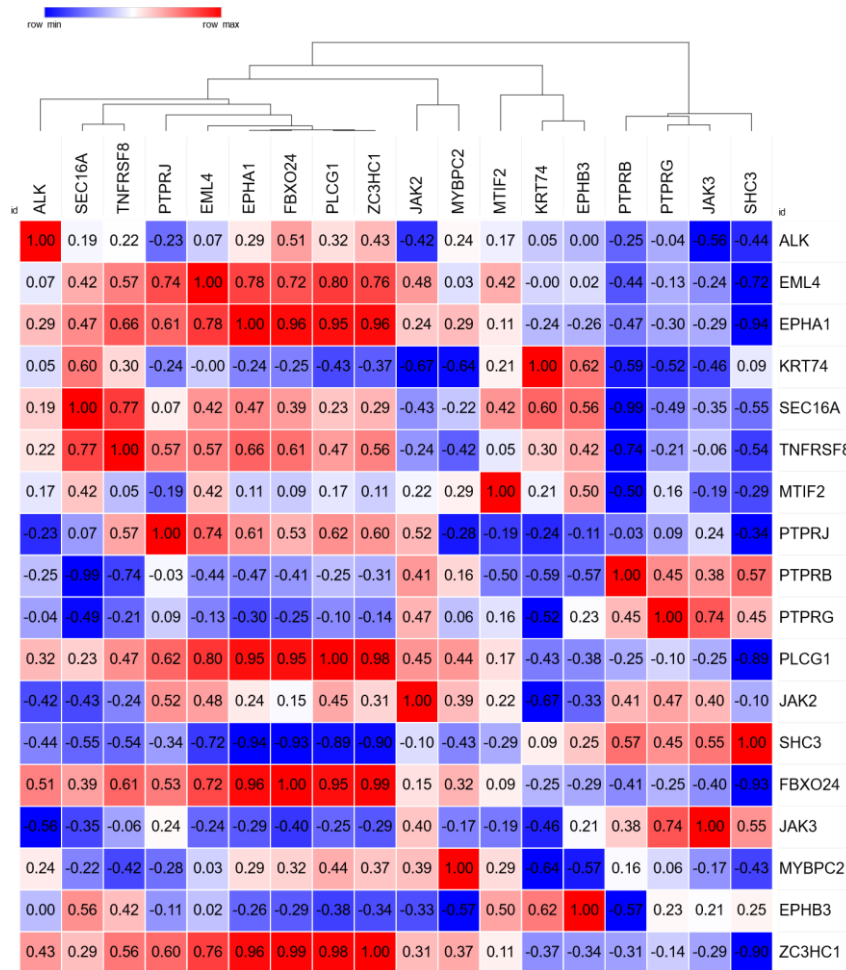 row min row max
id ALK SEC16A TNFRSF8 PTPRJ EML4 EPHA1 FBXO24 PLCG1 ZC3HC1 JAK2 MYBPC2 MTIF2 KRT74 EPHB3 PTPRB PTPRG JAK3 SHC3 id
1.00 0.19 0.22 -0.23 0.07 0.29 0.51 0.32 0.43 -0.42 0.24 0.17 0.05 0.00 -0.25 -0.04 -0.56 -0.44 ALK
0.07 0.42 0.57 0.74 1.00 0.78 0.72 0.80 0.76 0.48 0.03 0.42 -0.00 0.02 -0.44 -0.13 -0.24 -0.72 EML4
0.29 0.47 0.66 0.61 0.78 1.00 0.96 0.95 0.96 0.24 0.29 0.11 -0.24 -0.26 -0.47 -0.30 -0.29 -0.94 EPHA1
0.05 0.60 0.30 -0.24 -0.00 -0.24 -0.25 -0.43 -0.37 -0.67 -0.64 0.21 1.00 0.62 -0.59 -0.52 -0.46 0.09 KRT74
0.19 1.00 0.77 0.07 0.42 0.47 0.39 0.23 0.29 -0.43 -0.22 0.42 0.60 0.56 -0.99 -0.49 -0.35 -0.55 SEC16A
0.22 0.77 1.00 0.57 0.57 0.66 0.61 0.47 0.56 -0.24 -0.42 0.05 0.30 0.42 -0.74 -0.21 -0.06 -0.54 TNFRSF8
0.17 0.42 0.05 -0.19 0.42 0.11 0.09 0.17 0.11 0.22 0.29 1.00 0.21 0.50 -0.50 0.16 -0.19 -0.29 MTIF2
-0.23 0.07 0.57 1.00 0.74 0.61 0.53 0.62 0.60 0.52 -0.28 -0.19 -0.24 -0.11 -0.03 0.09 0.24 -0.34 PTPRJ
-0.25 -0.99 -0.74 -0.03 -0.44 -0.47 -0.41 -0.25 -0.31 0.41 0.16 -0.50 -0.59 -0.57 1.00 0.45 0.38 0.57 PTPRB
-0.04 -0.49 -0.21 0.09 -0.13 -0.30 -0.25 -0.10 -0.14 0.47 0.06 0.16 -0.52 0.23 0.45 1.00 0.74 0.45 PTPRG
0.32 0.23 0.47 0.62 0.80 0.95 0.95 1.00 0.98 0.45 0.44 0.17 -0.43 -0.38 -0.25 -0.10 -0.25 -0.89 PLCG1
-0.42 -0.43 -0.24 0.52 0.48 0.24 0.15 0.45 0.31 1.00 0.39 0.22 -0.67 -0.33 0.41 0.47 0.40 -0.10 JAK2
-0.44 -0.55 -0.54 -0.34 -0.72 -0.94 -0.93 -0.89 -0.90 -0.10 -0.43 -0.29 0.09 0.25 0.57 0.45 0.55 1.00 SHC3
0.51 0.39 0.61 0.53 0.72 0.96 1.00 0.95 0.99 0.15 0.32 0.09 -0.25 -0.29 -0.41 -0.25 -0.40 -0.93 FBXO24
-0.56 -0.35 -0.06 0.24 -0.24 -0.29 -0.40 -0.25 -0.29 0.40 -0.17 -0.19 -0.46 0.21 0.38 0.74 1.00 0.55 JAK3
0.24 -0.22 -0.42 -0.28 0.03 0.29 0.32 0.44 0.37 0.39 1.00 0.29 -0.64 -0.57 0.16 0.06 -0.17 -0.43 MYBPC2
0.00 0.56 0.42 -0.11 0.02 -0.26 -0.29 -0.38 -0.34 -0.33 -0.57 0.50 0.62 1.00 -0.57 0.23 0.21 0.25 EPHB3
0.43 0.29 0.56 0.60 0.76 0.96 0.99 0.98 1.00 0.31 0.37 0.11 -0.37 -0.34 -0.31 -0.14 -0.29 -0.90 ZC3HC1